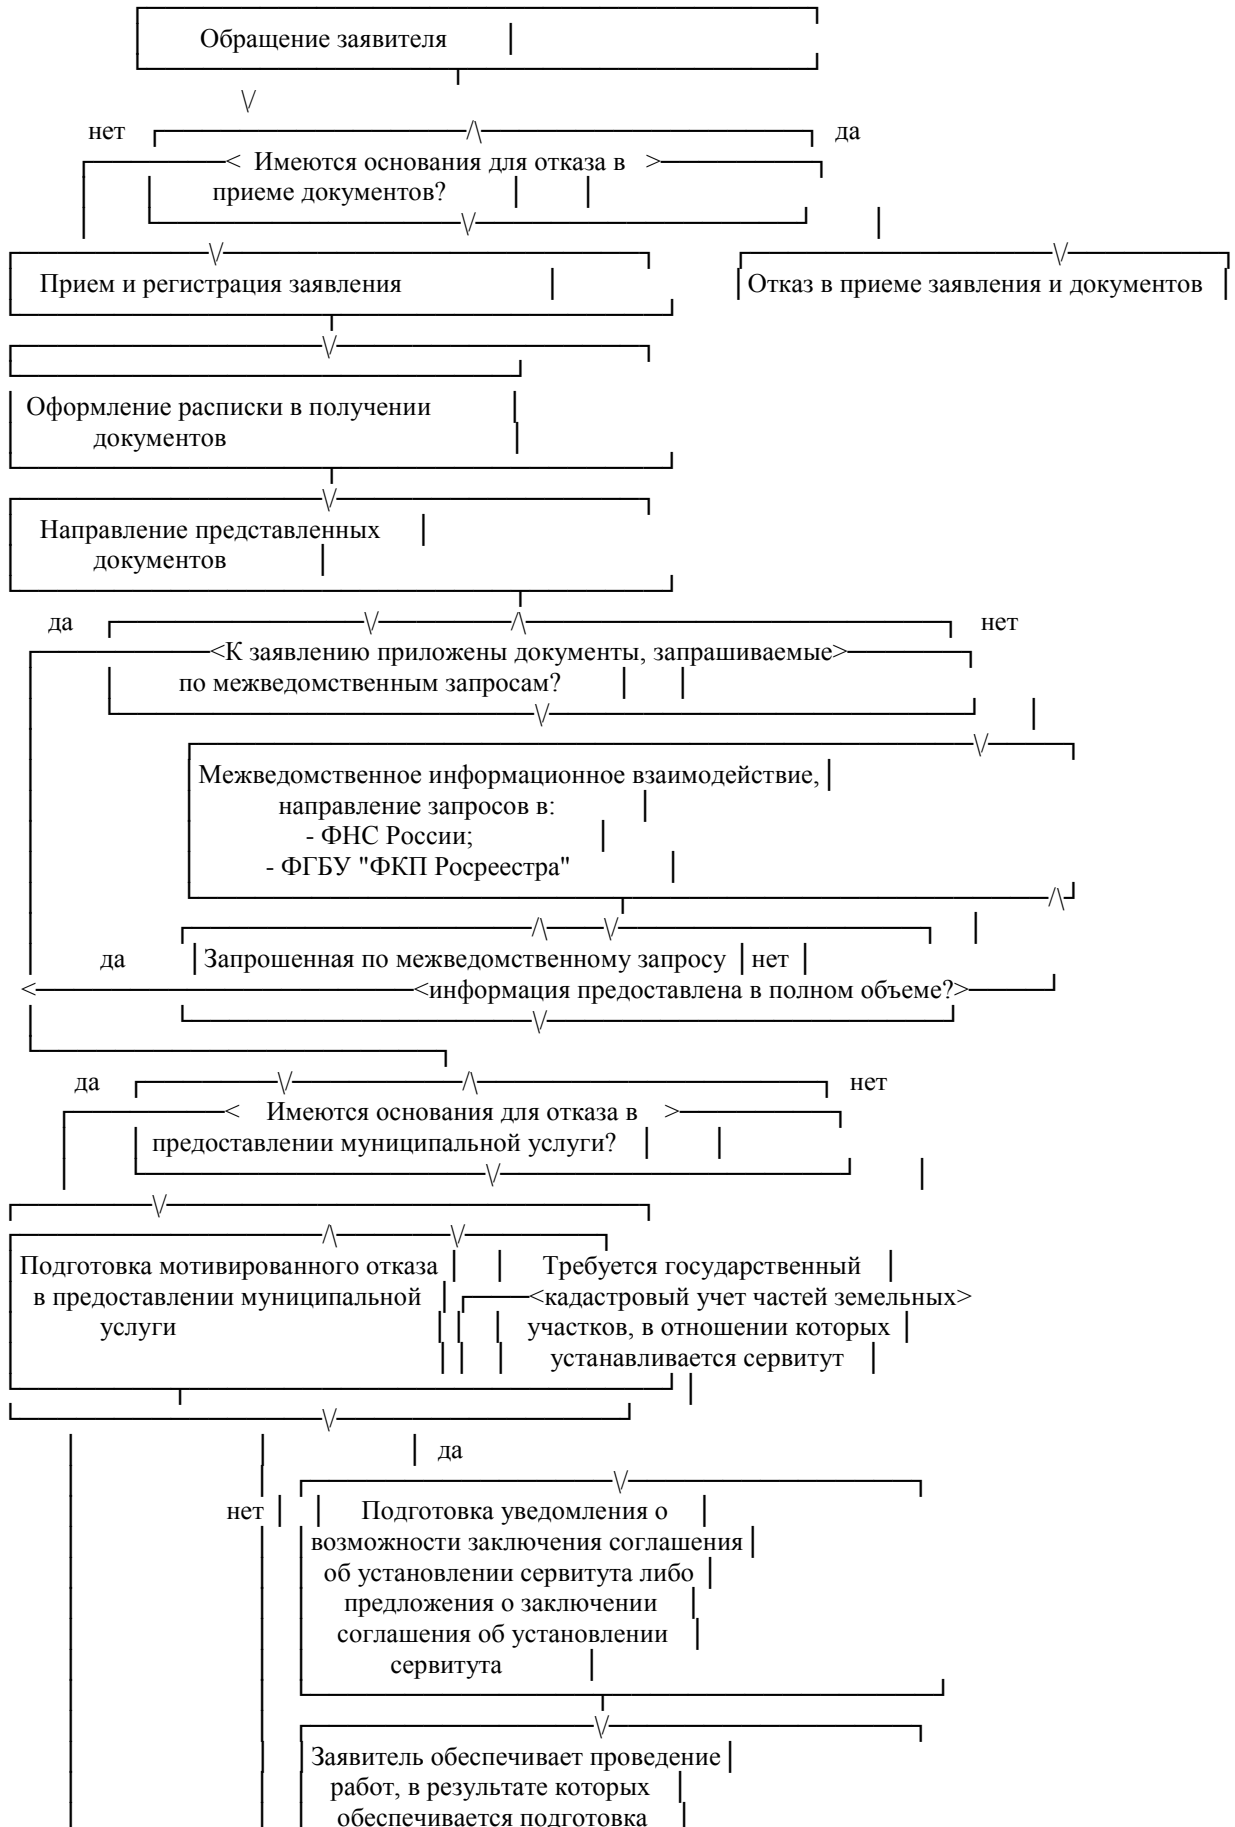 Обращение заявителя
нет да
< Имеются основания для отказа в >
приеме документов?
Прием и регистрация заявления Отказ в приеме заявления и документов
Оформление расписки в получении
документов
Направление представленных
документов
да нет
<К заявлению приложены документы, запрашиваемые>
по межведомственным запросам?
Межведомственное информационное взаимодействие,
направление запросов в:
- ФНС России;
- ФГБУ "ФКП Росреестра"
да Запрошенная по межведомственному запросу нет
< <информация предоставлена в полном объеме?>
да нет
< Имеются основания для отказа в >
предоставлении муниципальной услуги?
Подготовка мотивированного отказа Требуется государственный
в предоставлении муниципальной <кадастровый учет частей земельных>
услуги участков, в отношении которых
устанавливается сервитут
да
нет Подготовка уведомления о
возможности заключения соглашения
об установлении сервитута либо
предложения о заключении
соглашения об установлении
сервитута
Заявитель обеспечивает проведение
работ, в результате которых
обеспечивается подготовка